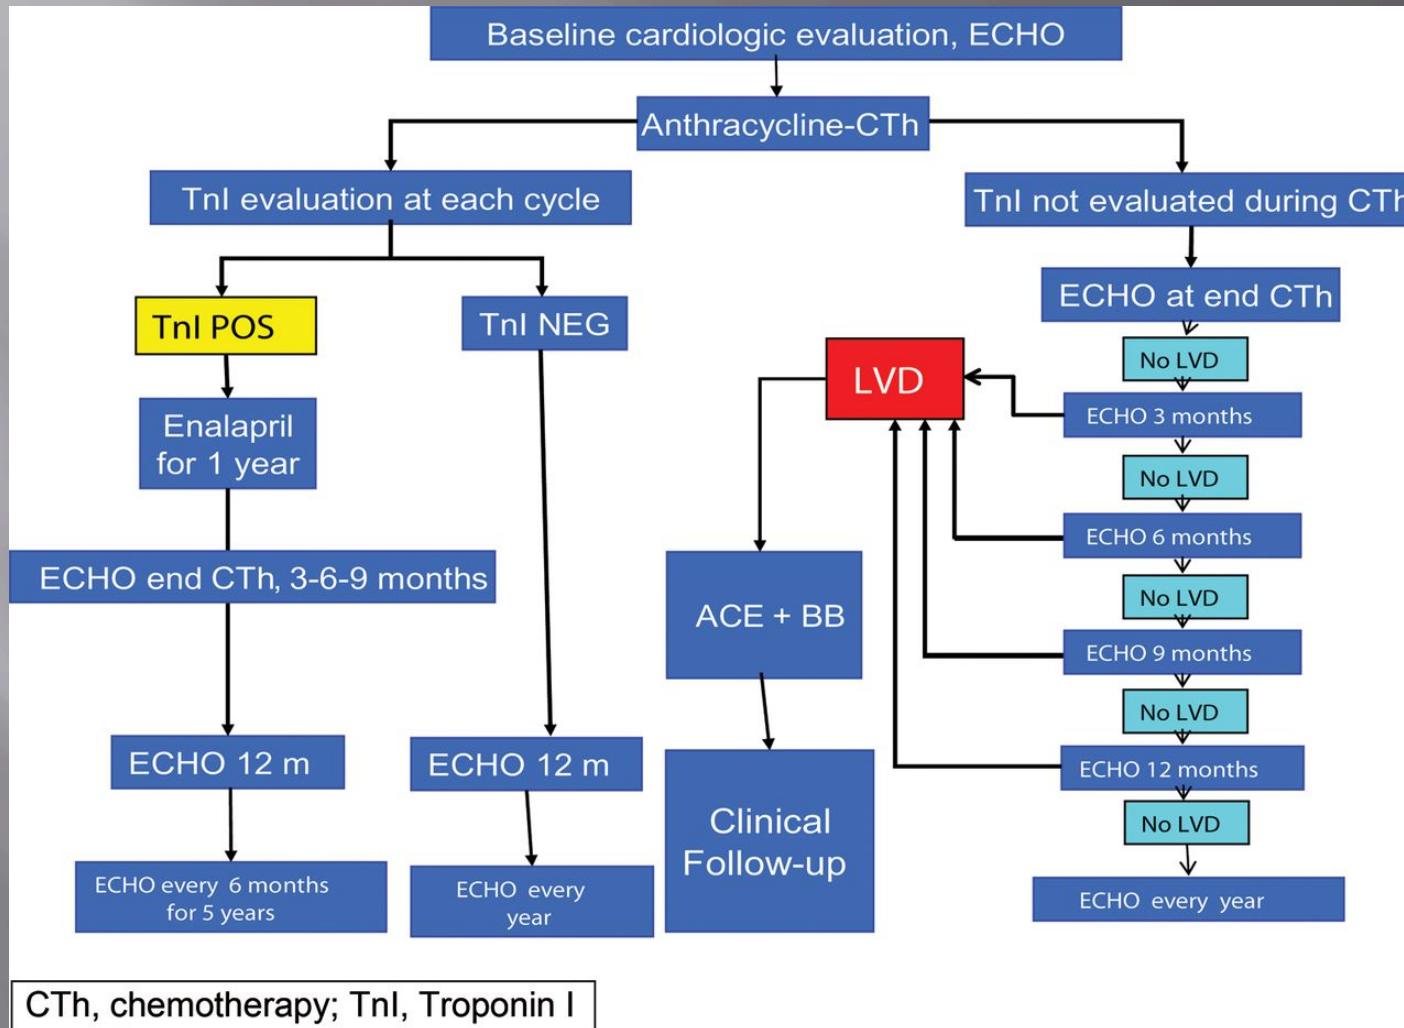 Baseline cardiologic evaluation, ECHO
Anthracycline-CTh
TnI evaluation at each cycle
TnI not evaluated during CTh
TnI POS
TnI NEG
ECHO at end CTh
No LVD
LVD
Enalapril
for 1 year
ECHO 3 months
No LVD
ECHO 6 months
ECHO end CTh, 3-6-9 months
ACE + BB
No LVD
ECHO 9 months
No LVD
ECHO 12 m
ECHO 12 m
ECHO 12 months
Clinical
Follow-up
No LVD
ECHO every 6 months
for 5 years
ECHO every
year
ECHO every year
CTh, chemotherapy; TnI, Troponin I